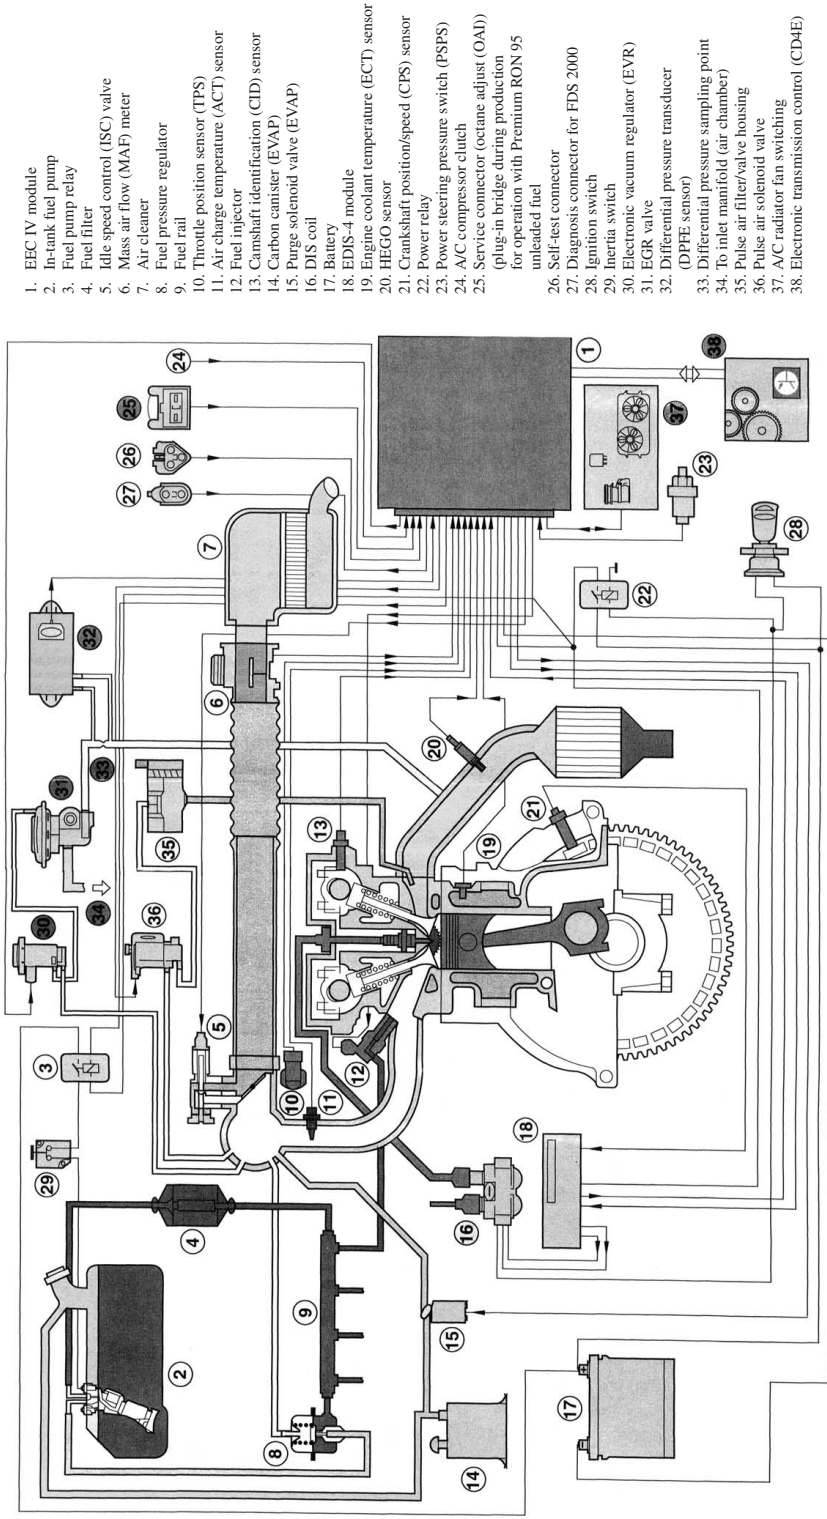 29
3
30
34
31
33
32
27
26
25
24
2
4
36
35
5
6
7
8
9
10
11
12
13
14
15
16
18
19
20
21
17
22
1
37
23
28
38
1. EEC IV module
2. In-tank fuel pump
3. Fuel pump relay
4. Fuel filter
5. Idle speed control (ISC) valve
6. Mass air flow (MAF) meter
7. Air cleaner
8. Fuel pressure regulator
9. Fuel rail
10. Throttle position sensor (TPS)
11. Air charge temperature (ACT) sensor
12. Fuel injector
13. Camshaft identification (CID) sensor
14. Carbon canister (EVAP)
15. Purge solenoid valve (EVAP)
16. DIS coil
17. Battery
18. EDIS-4 module
19. Engine coolant temperature (ECT) sensor
20. HEGO sensor
21. Crankshaft position/speed (CPS) sensor
22. Power relay
23. Power steering pressure switch (PSPS)
24. A/C compressor clutch
25. Service connector (octane adjust (OAI))
(plug-in bridge during production
for operation with Premium RON 95
unleaded fuel
26. Self-test connector
27. Diagnosis connector for FDS 2000
28. Ignition switch
29. Inertia switch
30. Electronic vacuum regulator (EVR)
31. EGR valve
32. Differential pressure transducer
(DPFE sensor)
33. Differential pressure sampling point
34. To inlet manifold (air chamber)
35. Pulse air filter/valve housing
36. Pulse air solenoid valve
37. A/C radiator fan switching
38. Electronic transmission control (CD4E)